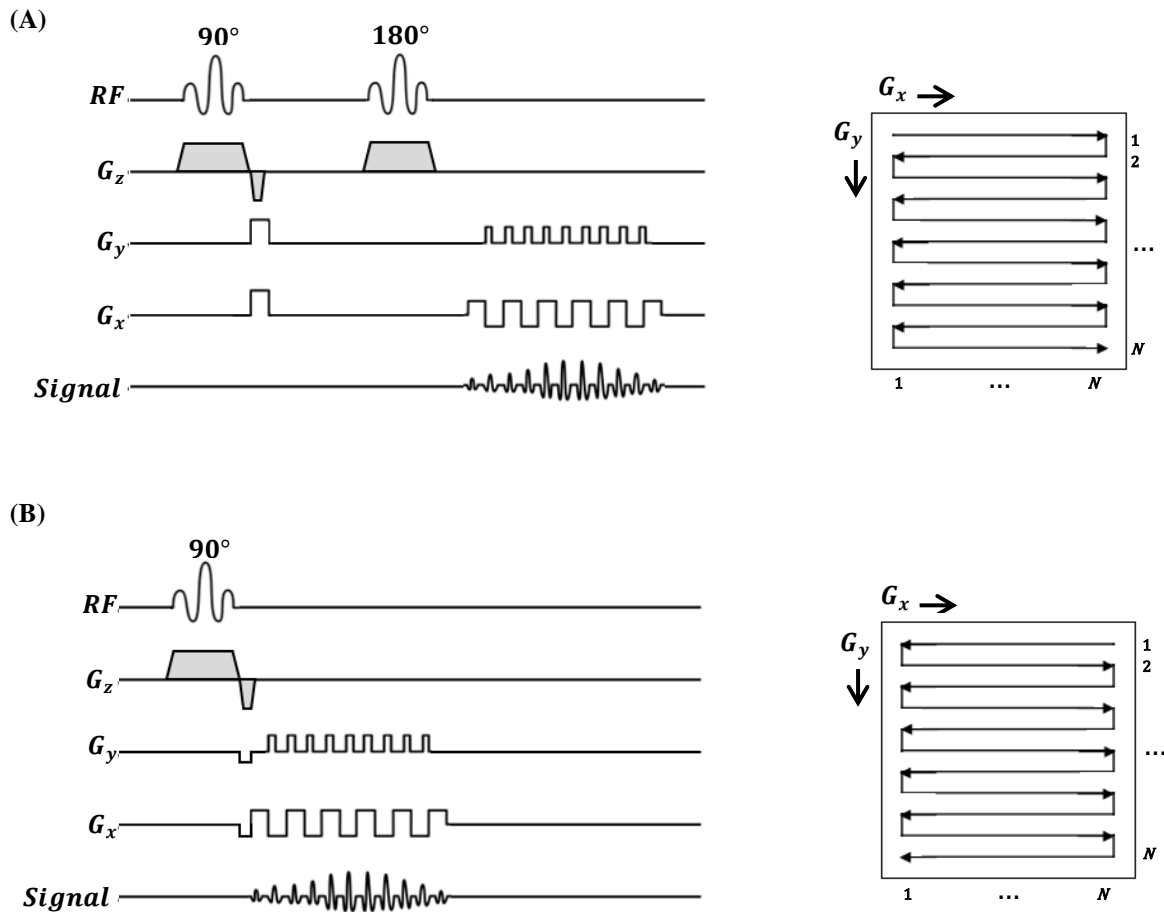 (A)
90° 180°
RF
G_z
G_y
G_x
Signal
G_x
G_y
1
2
...
N
1 ... N
(B)
90°
RF
G_z
G_y
G_x
Signal
G_x
G_y
1
2
...
N
1 ... N